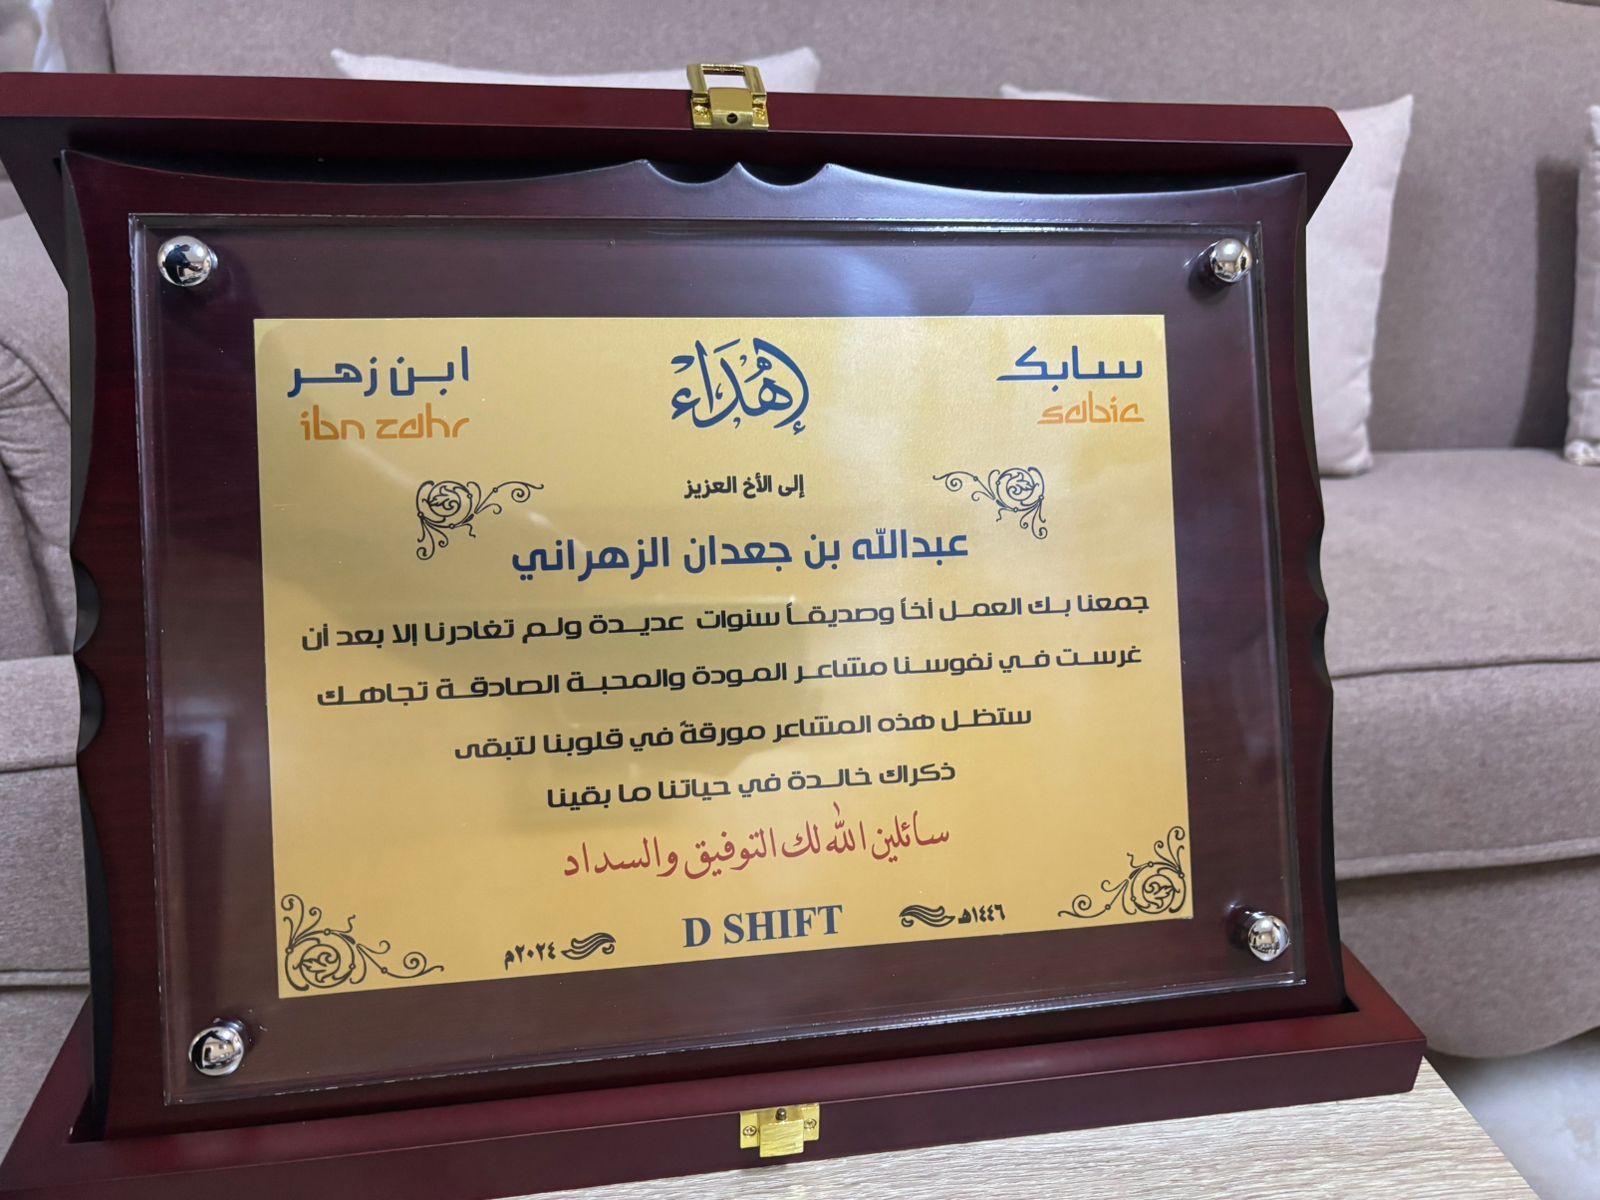 سابك
sabic
إهداء
ابن زهر
ibn zahr
إلى الأخ العزيز
عبدالله بن جعدان الزهراني
جمعنا بك العمل أخاً وصديقاً سنوات عديدة ولم تغادرنا إلا بعد أن
غرست في نفوسنا مشاعر المودة والمحبة الصادقة تجاهك
ستظل هذه المشاعر مورقةً في قلوبنا لتبقى
ذكراك خالدة في حياتنا ما بقينا
سائلين الله لك التوفيق والسداد
١٤٤٦هـ
D SHIFT
٢٠٢٤م